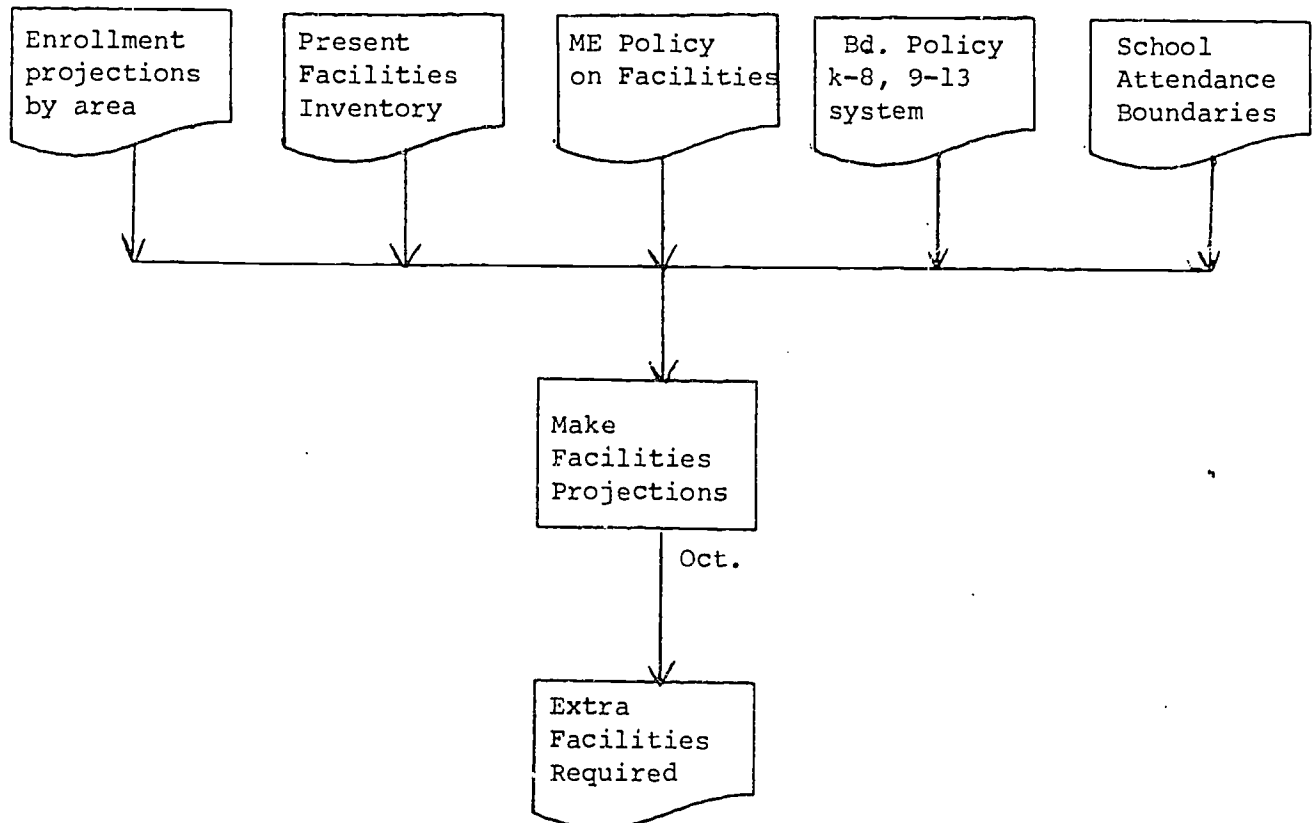 Enrollment
projections
by area
Present
Facilities
Inventory
ME Policy
on Facilities
Bd. Policy
k-8, 9-13
system
School
Attendance
Boundaries
Make
Facilities
Projections
Oct.
Extra
Facilities
Required